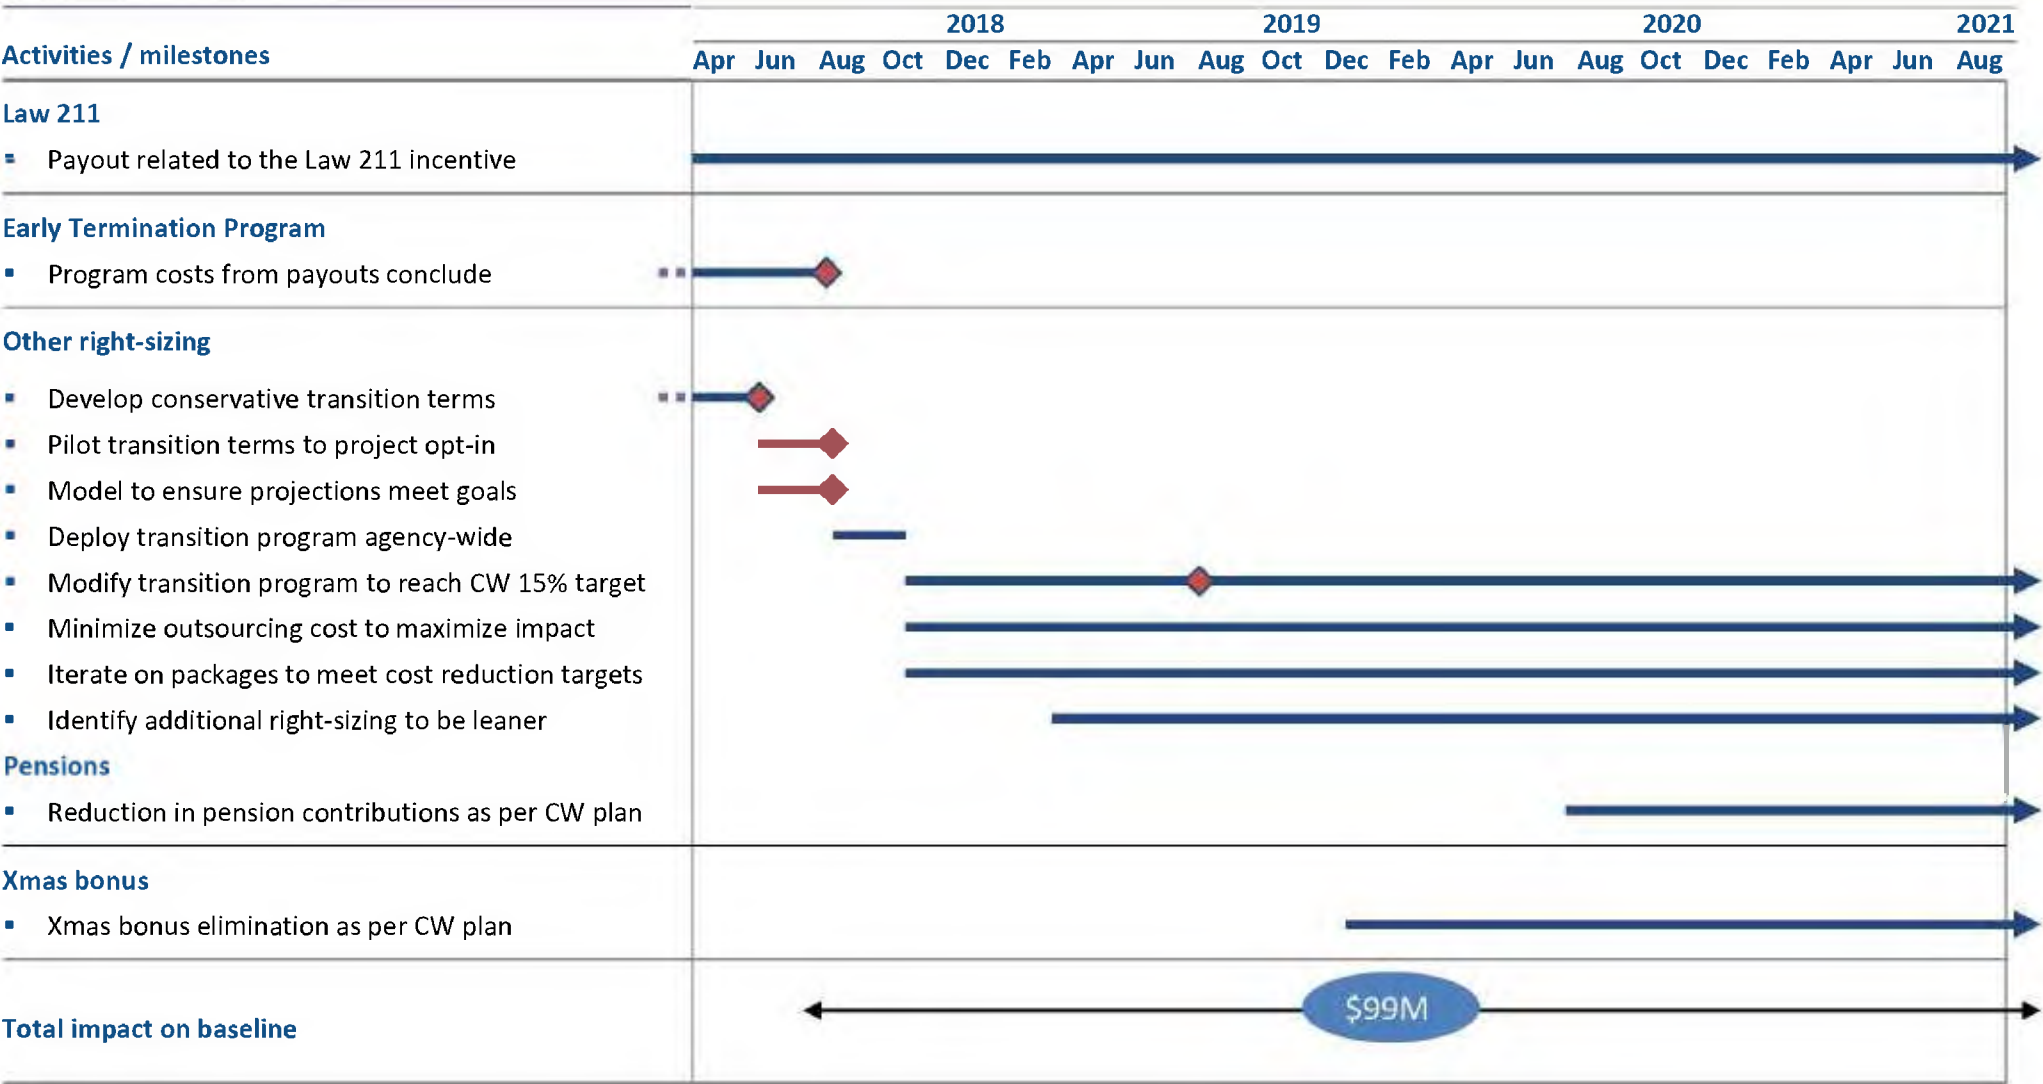 2018 2019 2020 2021
Activities / milestones
Apr Jun Aug Oct Dec Feb Apr Jun Aug Oct Dec Feb Apr Jun Aug Oct Dec Feb Apr Jun Aug
Law 211
▪ Payout related to the Law 211 incentive
Early Termination Program
▪ Program costs from payouts conclude
Other right-sizing
▪ Develop conservative transition terms
▪ Pilot transition terms to project opt-in
▪ Model to ensure projections meet goals
▪ Deploy transition program agency-wide
▪ Modify transition program to reach CW 15% target
▪ Minimize outsourcing cost to maximize impact
▪ Iterate on packages to meet cost reduction targets
▪ Identify additional right-sizing to be leaner
Pensions
▪ Reduction in pension contributions as per CW plan
Xmas bonus
▪ Xmas bonus elimination as per CW plan
$99M
Total impact on baseline